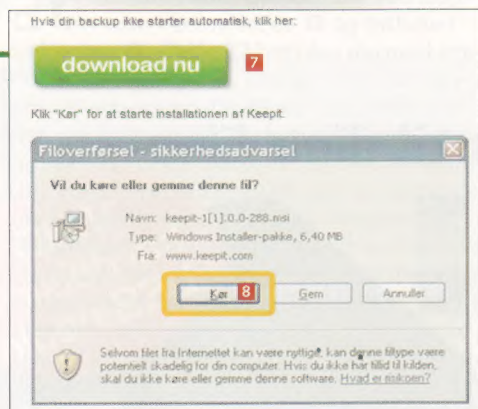 Hvis din backup ikke starter automatisk, klik her:
download nu 7
Klik "Kør" for at starte installationen af Keepit.
Filoverførsel - sikkerhedsadvarsel
Vil du køre eller gemme denne fil?
Navn: keepit-1[1].0.0-288.msi
Type: Windows Installer-pakke, 6,40 MB
Fra: www.keepit.com
Kør 8 Gem Annuller
Selvom filer fra Internettet kan være nyttige, kan denne filtype være
potentielt skadelig for din computer. Hvis du ikke har tillid til kilden,
skal du ikke køre eller gemme denne software. Hvad er risikoen?